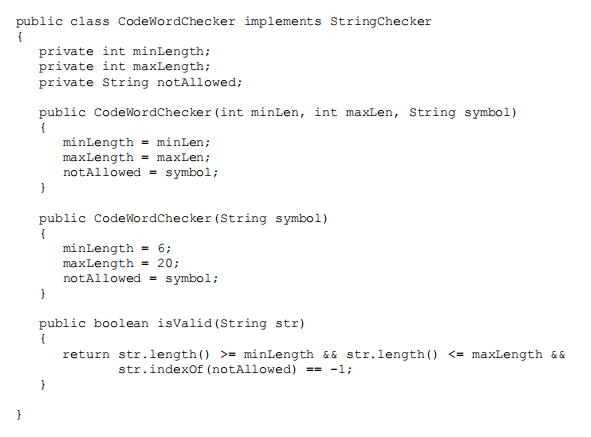 public class CodeWordChecker implements StringChecker
{
private int minLength;
private int maxLength;
private String notAllowed;
public CodeWordChecker(int minLen, int maxLen, String symbol)
{
minLength = minLen;
maxLength = maxLen;
notAllowed = symbol;
}
public CodeWordChecker(String symbol)
{
minLength = 6;
maxLength = 20;
notAllowed = symbol;
}
public boolean isValid(String str)
{
return str.length() >= minLength && str.length() <= maxLength &&
str.indexOf(notAllowed) == -1;
}
}